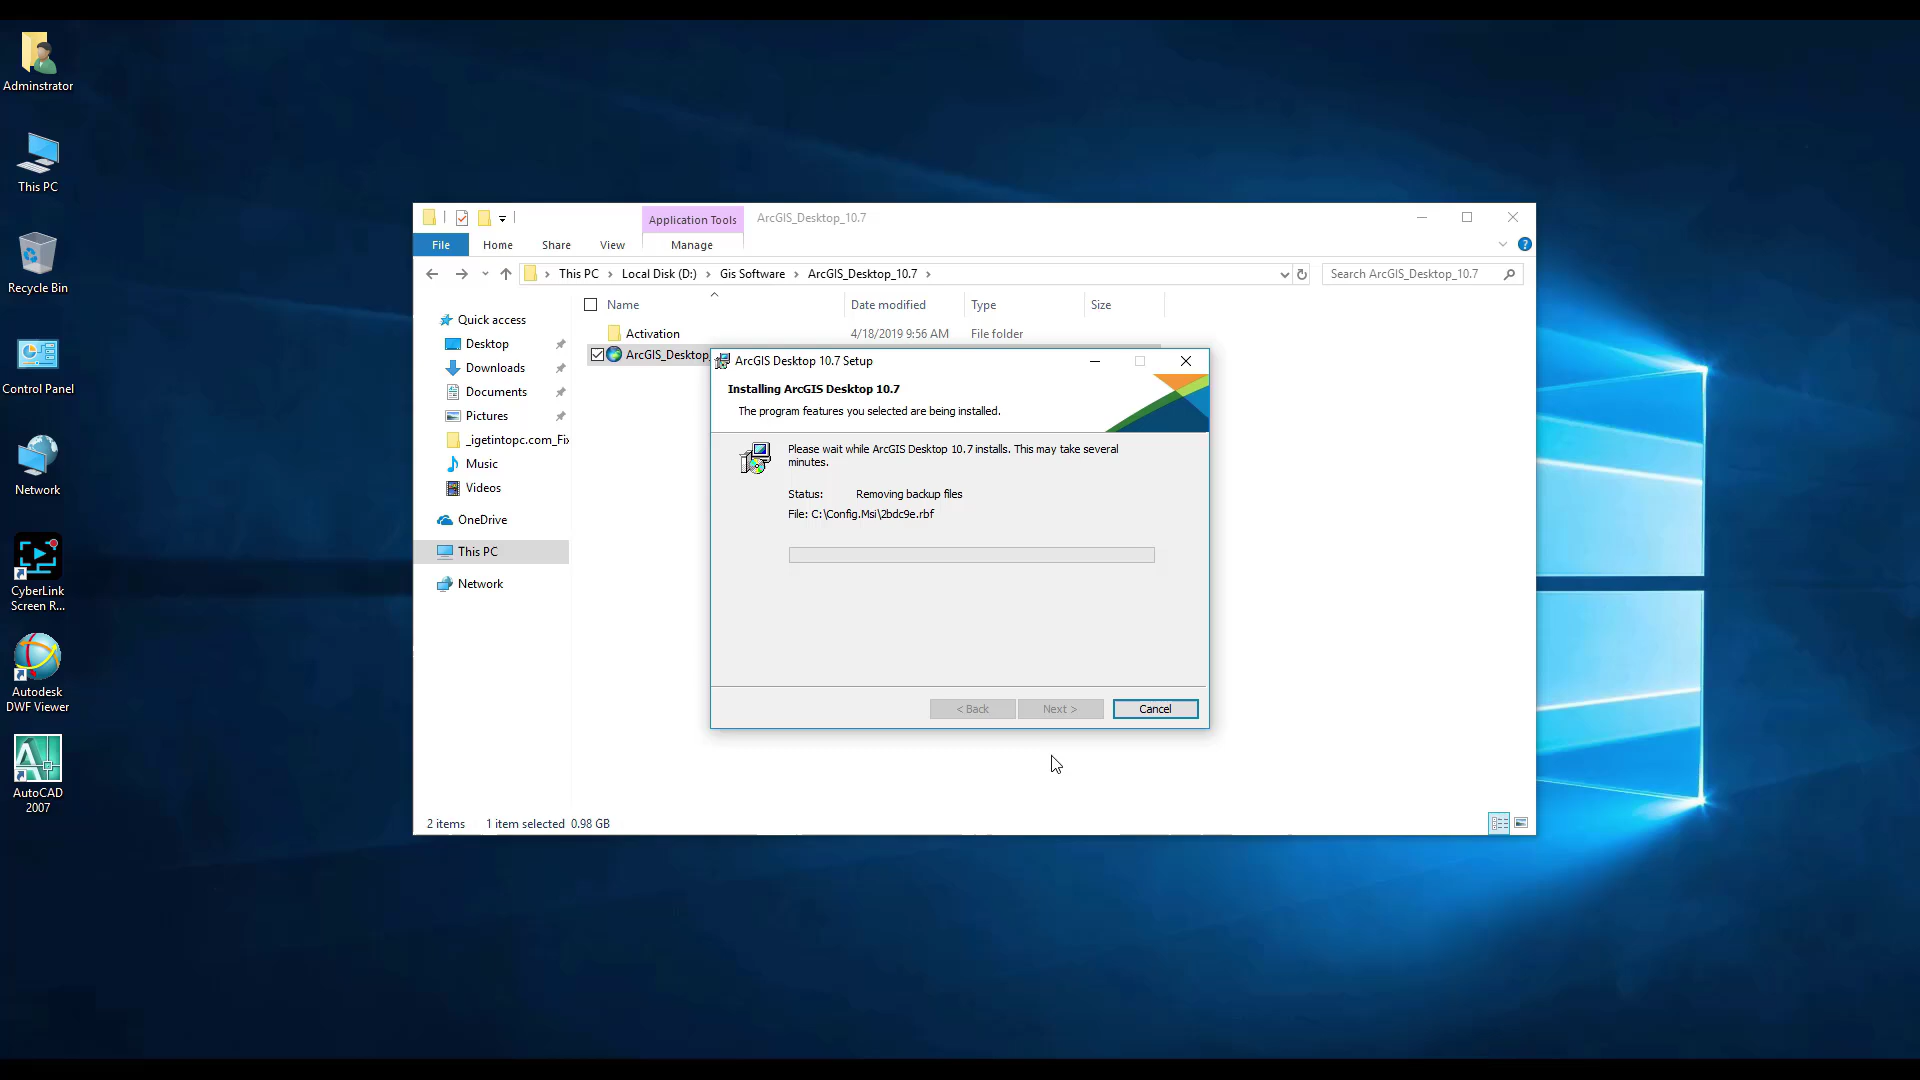 Adminstrator
This PC
Recycle Bin
Control Panel
Network
CyberLink
Screen R...
Autodesk
DWF Viewer
AutoCAD
2007
Application Tools
ArcGIS_Desktop_10.7
File
Home
Share
View
Manage
This PC > Local Disk (D:) > Gis Software > ArcGIS_Desktop_10.7 >
Search ArcGIS_Desktop_10.7
Quick access
Desktop
Downloads
Documents
Pictures
_igetintopc.com_Fix
Music
Videos
OneDrive
This PC
Network
Name
Date modified
Type
Size
Activation
4/18/2019 9:56 AM
File folder
ArcGIS_Desktop_
ArcGIS Desktop 10.7 Setup
Installing ArcGIS Desktop 10.7
The program features you selected are being installed.
Please wait while ArcGIS Desktop 10.7 installs. This may take several
minutes.
Status: Removing backup files
File: C:\Config.Msi\2bdc9e.rbf
< Back
Next >
Cancel
2 items
1 item selected 0.98 GB